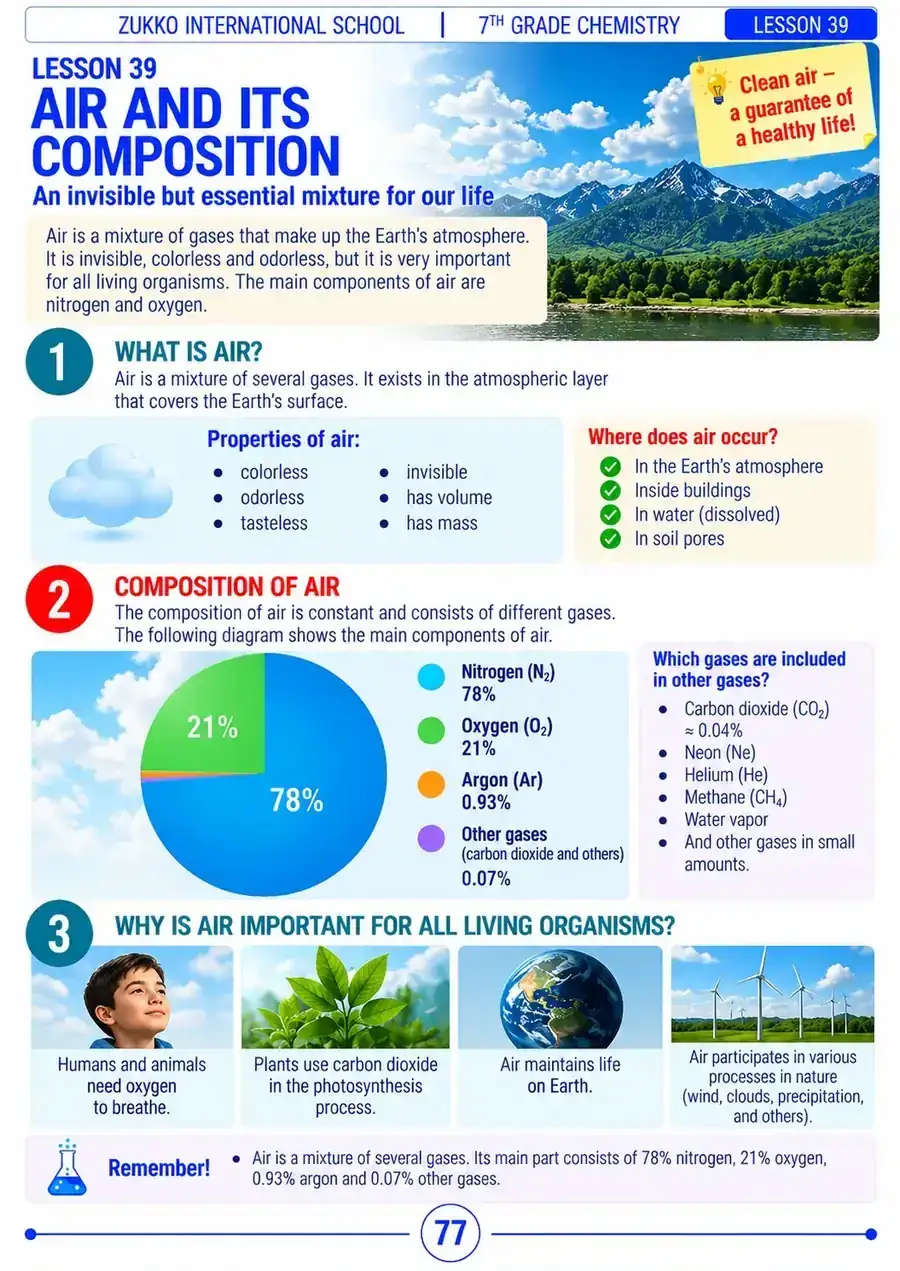 ZUKKO INTERNATIONAL SCHOOL | 7TH GRADE CHEMISTRY LESSON 39
LESSON 39
AIR AND ITS
COMPOSITION
An invisible but essential mixture for our life
Clean air –
a guarantee of
a healthy life!
Air is a mixture of gases that make up the Earth's atmosphere.
It is invisible, colorless and odorless, but it is very important
for all living organisms. The main components of air are
nitrogen and oxygen.
1 WHAT IS AIR?
Air is a mixture of several gases. It exists in the atmospheric layer
that covers the Earth's surface.
Properties of air:
• colorless
• odorless
• tasteless
• invisible
• has volume
• has mass
Where does air occur?
In the Earth's atmosphere
Inside buildings
In water (dissolved)
In soil pores
2 COMPOSITION OF AIR
The composition of air is constant and consists of different gases.
The following diagram shows the main components of air.
21%
78%
Nitrogen (N₂)
78%
Oxygen (O₂)
21%
Argon (Ar)
0.93%
Other gases
(carbon dioxide and others)
0.07%
Which gases are included
in other gases?
• Carbon dioxide (CO₂)
≈ 0.04%
• Neon (Ne)
• Helium (He)
• Methane (CH₄)
• Water vapor
• And other gases in small
amounts.
3 WHY IS AIR IMPORTANT FOR ALL LIVING ORGANISMS?
Humans and animals
need oxygen
to breathe.
Plants use carbon dioxide
in the photosynthesis
process.
Air maintains life
on Earth.
Air participates in various
processes in nature
(wind, clouds, precipitation,
and others).
Remember!
• Air is a mixture of several gases. Its main part consists of 78% nitrogen, 21% oxygen,
0.93% argon and 0.07% other gases.
77